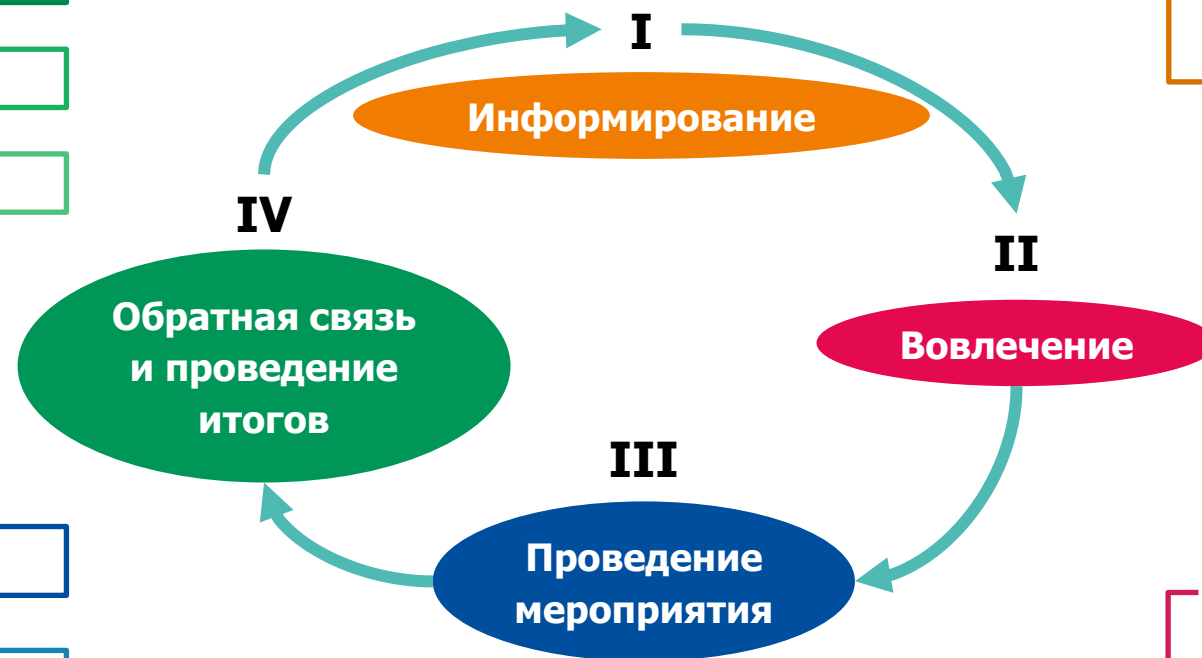 I
Информирование
II
Вовлечение
III
Проведение
мероприятия
IV
Обратная связь
и проведение
итогов